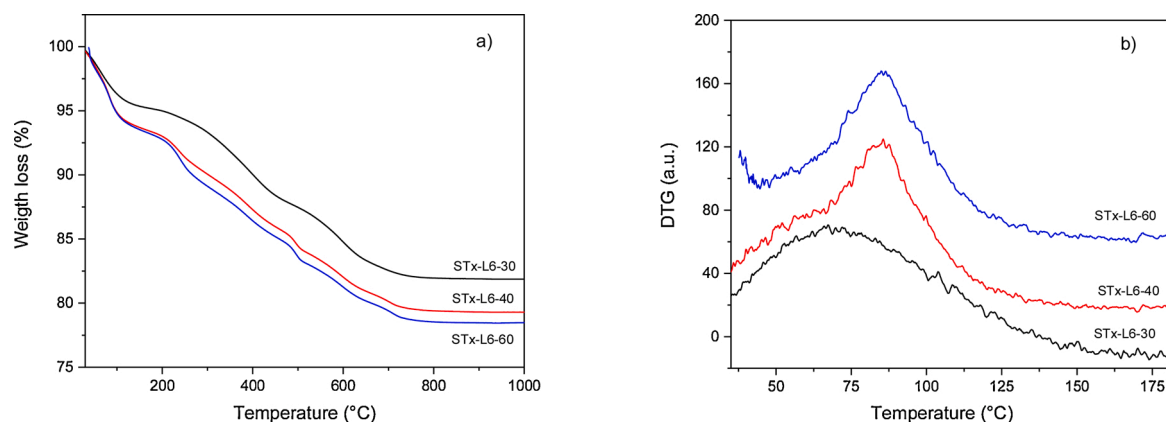 a)
100
95
90
85
80
75
Weigth loss (%)
STx-L6-30
STx-L6-40
STx-L6-60
200
400
600
800
1000
Temperature (°C)
b)
200
160
120
80
40
0
DTG (a.u.)
STx-L6-60
STx-L6-40
STx-L6-30
50
75
100
125
150
175
Temperature (°C)